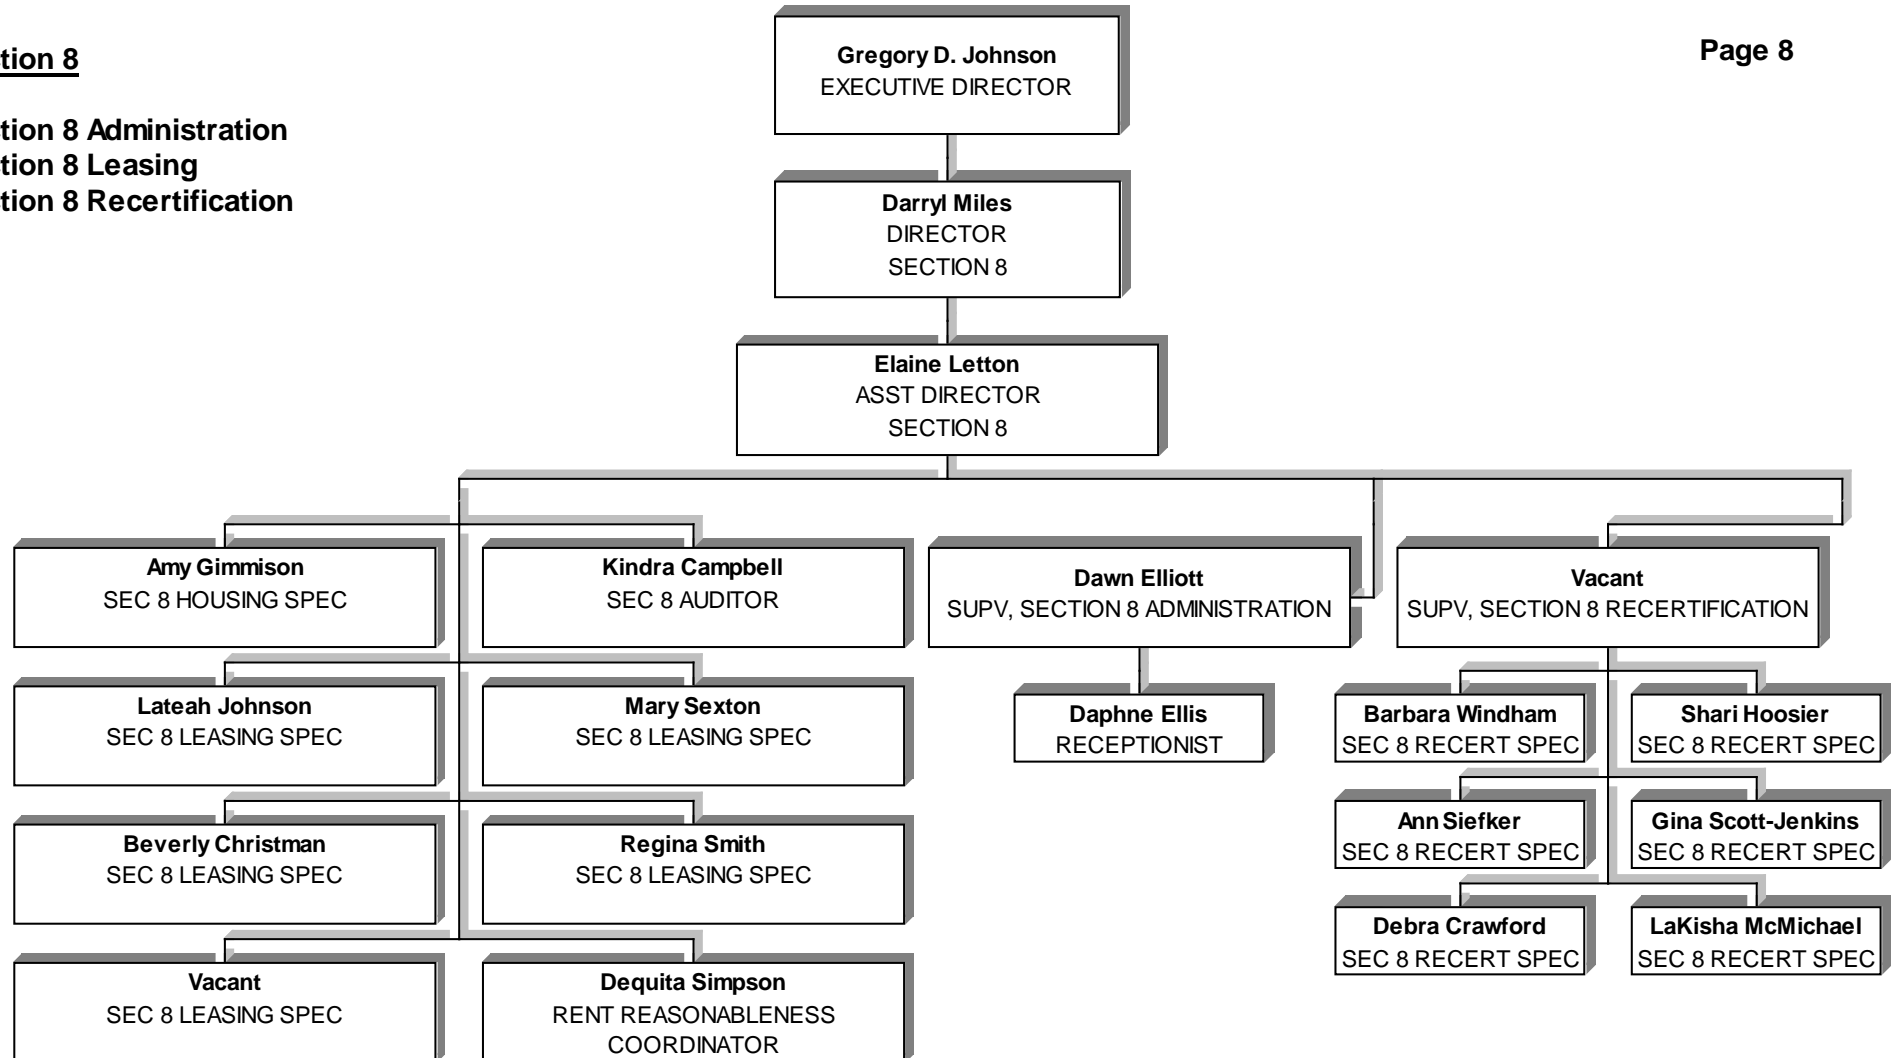 tion 8
Page 8
tion 8 Administration
tion 8 Leasing
tion 8 Recertification
Gregory D. Johnson
EXECUTIVE DIRECTOR
Darryl Miles
DIRECTOR
SECTION 8
Elaine Letton
ASST DIRECTOR
SECTION 8
Amy Gimmison
SEC 8 HOUSING SPEC
Kindra Campbell
SEC 8 AUDITOR
Lateah Johnson
SEC 8 LEASING SPEC
Mary Sexton
SEC 8 LEASING SPEC
Beverly Christman
SEC 8 LEASING SPEC
Regina Smith
SEC 8 LEASING SPEC
Vacant
SEC 8 LEASING SPEC
Dequita Simpson
RENT REASONABLENESS
COORDINATOR
Dawn Elliott
SUPV, SECTION 8 ADMINISTRATION
Daphne Ellis
RECEPTIONIST
Vacant
SUPV, SECTION 8 RECERTIFICATION
Barbara Windham
SEC 8 RECERT SPEC
Shari Hoosier
SEC 8 RECERT SPEC
Ann Siefker
SEC 8 RECERT SPEC
Gina Scott-Jenkins
SEC 8 RECERT SPEC
Debra Crawford
SEC 8 RECERT SPEC
LaKisha McMichael
SEC 8 RECERT SPEC